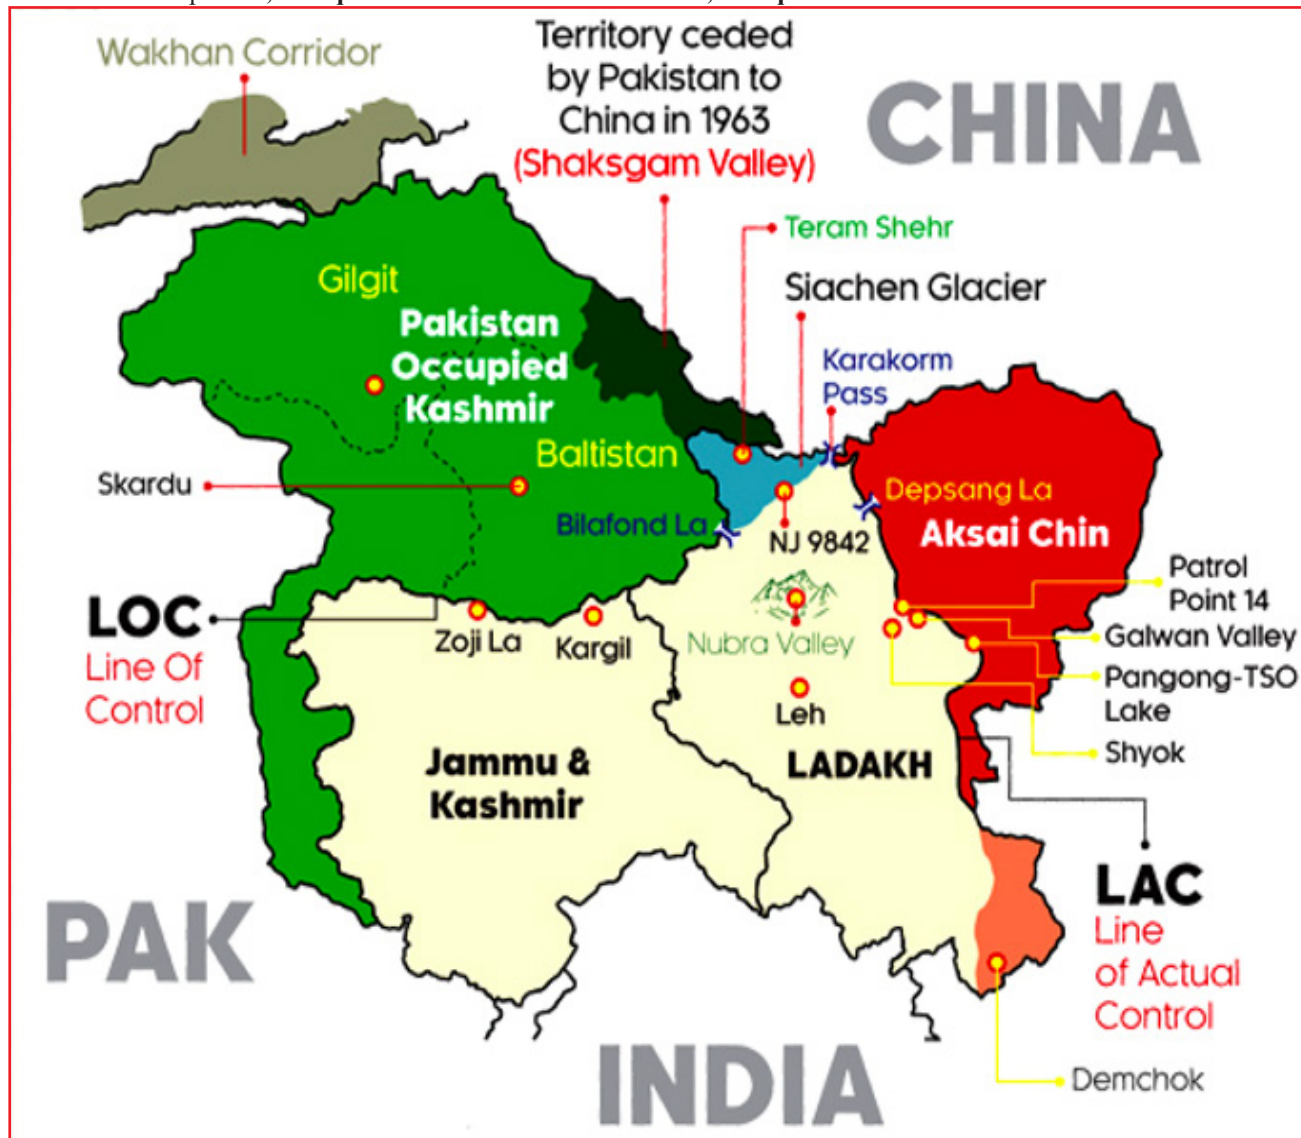 Wakhan Corridor
Territory ceded
by Pakistan to
China in 1963
(Shaksgam Valley)
CHINA
Teram Shehr
Siachen Glacier
Gilgit
Pakistan
Occupied
Kashmir
Karakorm
Pass
Baltistan
Skardu
Depsang La
Aksai Chin
Bilafond La
NJ 9842
Patrol
Point 14
LOC
Line Of
Control
Zoji La
Kargil
Nubra Valley
Galwan Valley
Pangong-TSO
Lake
Leh
Shyok
Jammu &
Kashmir
LADAKH
LAC
Line
of Actual
Control
PAK
INDIA
Demchok